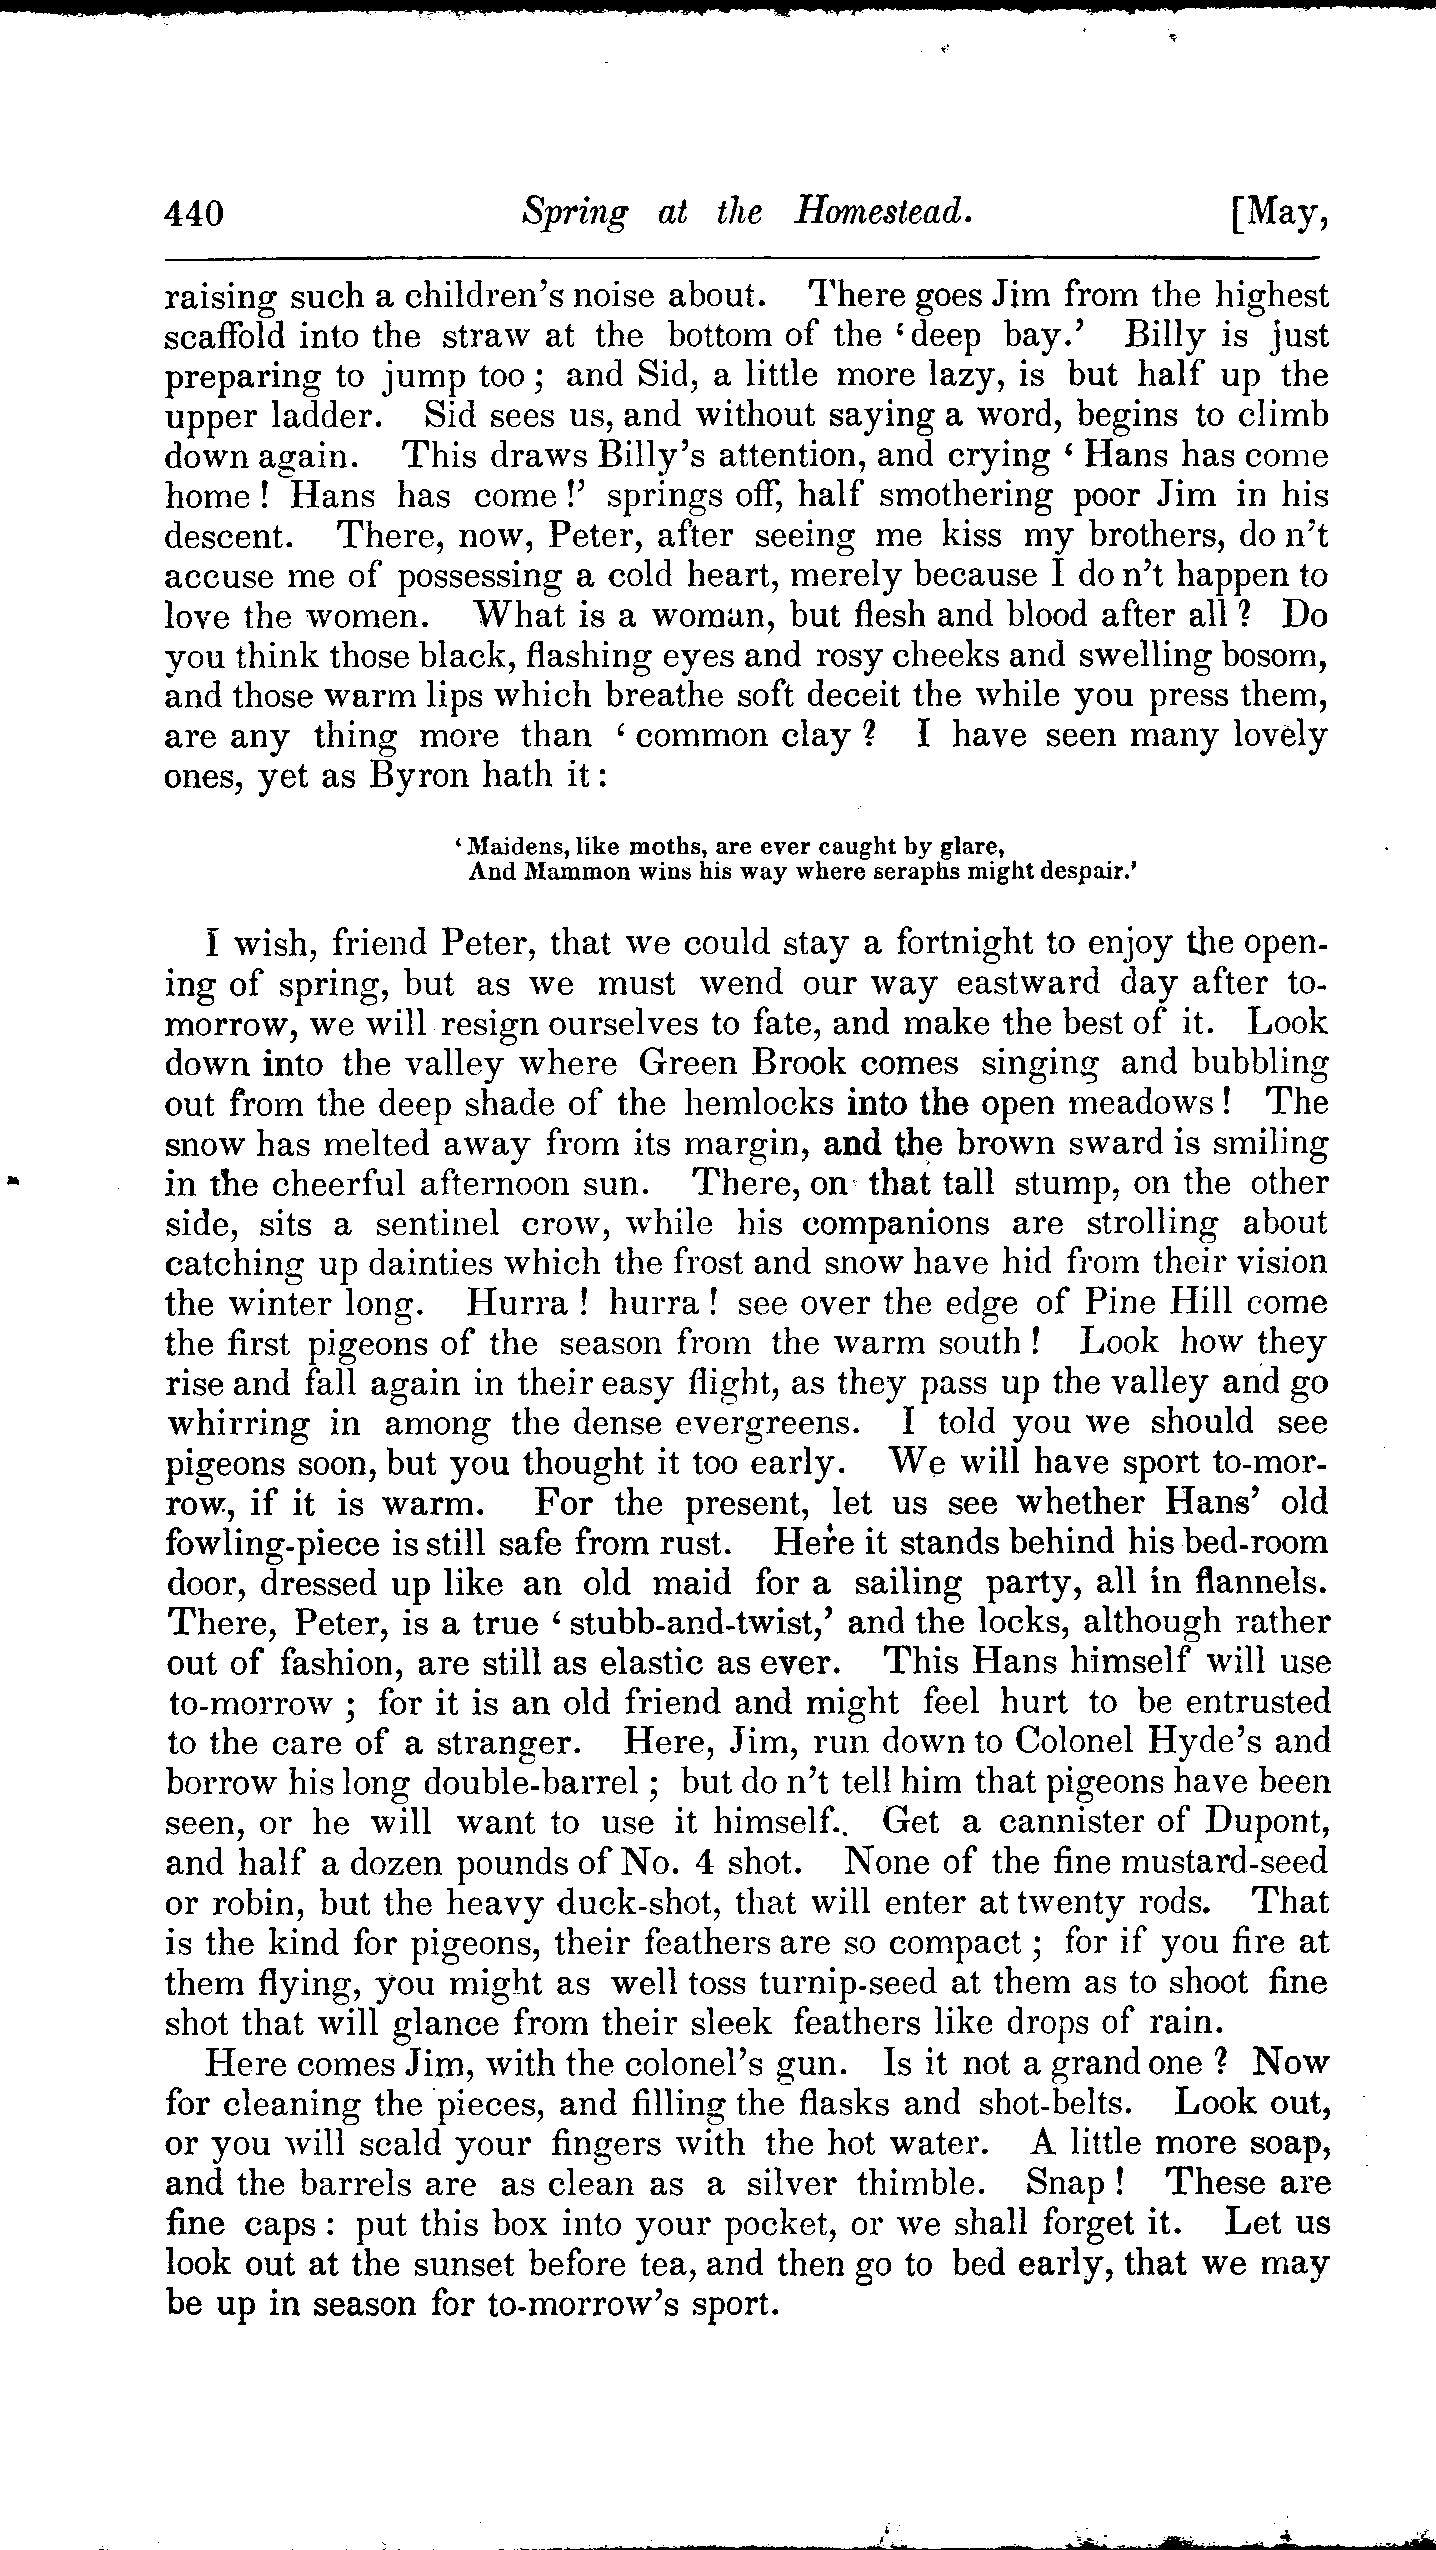 440 Spring at the Homestead. [May,
raising such a children's noise about. There goes Jim from the highest
scaffold into the straw at the bottom of the ‘deep bay.’ Billy is just
preparing to jump too; and Sid, a little more lazy, is but half up the
upper ladder. Sid sees us, and without saying a word, begins to climb
down again. This draws Billy's attention, and crying ‘Hans has come
home! Hans has come!’ springs off, half smothering poor Jim in his
descent. There, now, Peter, after seeing me kiss my brothers, do n't
accuse me of possessing a cold heart, merely because I do n't happen to
love the women. What is a woman, but flesh and blood after all? Do
you think those black, flashing eyes and rosy cheeks and swelling bosom,
and those warm lips which breathe soft deceit the while you press them,
are any thing more than ‘common clay? I have seen many lovely
ones, yet as Byron hath it:
‘Maidens, like moths, are ever caught by glare,
And Mammon wins his way where seraphs might despair.’
I wish, friend Peter, that we could stay a fortnight to enjoy the open-
ing of spring, but as we must wend our way eastward day after to-
morrow, we will resign ourselves to fate, and make the best of it. Look
down into the valley where Green Brook comes singing and bubbling
out from the deep shade of the hemlocks into the open meadows! The
snow has melted away from its margin, and the brown sward is smiling
in the cheerful afternoon sun. There, on that tall stump, on the other
side, sits a sentinel crow, while his companions are strolling about
catching up dainties which the frost and snow have hid from their vision
the winter long. Hurra! hurra! see over the edge of Pine Hill come
the first pigeons of the season from the warm south! Look how they
rise and fall again in their easy flight, as they pass up the valley and go
whirring in among the dense evergreens. I told you we should see
pigeons soon, but you thought it too early. We will have sport to-mor-
row, if it is warm. For the present, let us see whether Hans' old
fowling-piece is still safe from rust. Here it stands behind his bed-room
door, dressed up like an old maid for a sailing party, all in flannels.
There, Peter, is a true ‘stubb-and-twist,’ and the locks, although rather
out of fashion, are still as elastic as ever. This Hans himself will use
to-morrow; for it is an old friend and might feel hurt to be entrusted
to the care of a stranger. Here, Jim, run down to Colonel Hyde's and
borrow his long double-barrel; but do n't tell him that pigeons have been
seen, or he will want to use it himself. Get a cannister of Dupont,
and half a dozen pounds of No. 4 shot. None of the fine mustard-seed
or robin, but the heavy duck-shot, that will enter at twenty rods. That
is the kind for pigeons, their feathers are so compact; for if you fire at
them flying, you might as well toss turnip-seed at them as to shoot fine
shot that will glance from their sleek feathers like drops of rain.
Here comes Jim, with the colonel's gun. Is it not a grand one? Now
for cleaning the pieces, and filling the flasks and shot-belts. Look out,
or you will scald your fingers with the hot water. A little more soap,
and the barrels are as clean as a silver thimble. Snap! These are
fine caps: put this box into your pocket, or we shall forget it. Let us
look out at the sunset before tea, and then go to bed early, that we may
be up in season for to-morrow's sport.